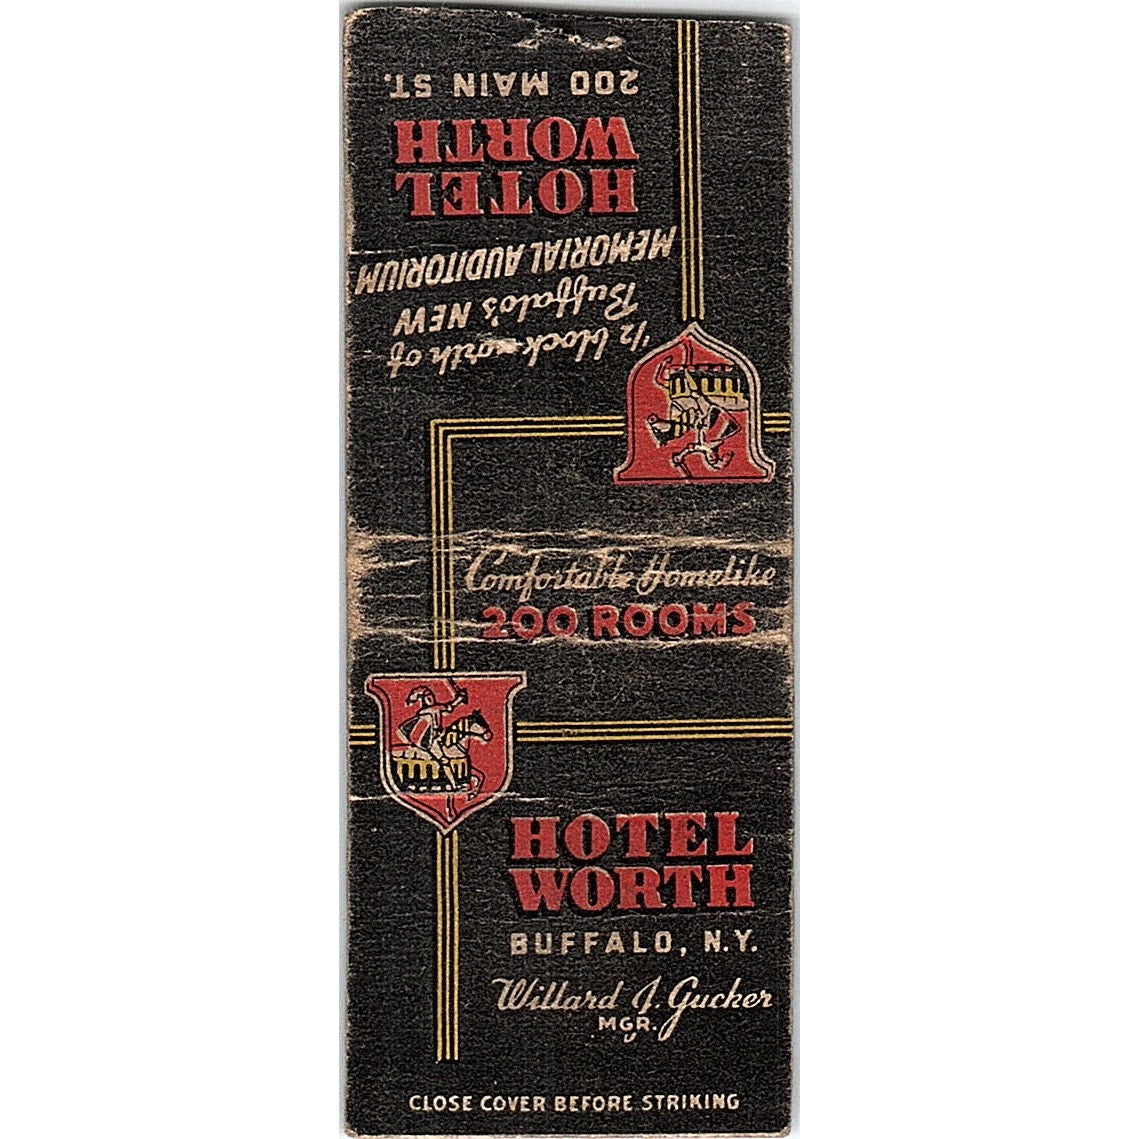 200 MAIN ST.
HOTEL
WORTH
1/2 block north of
Buffalo's NEW
MEMORIAL AUDITORIUM
Comfortable Homelike
200 ROOMS
HOTEL
WORTH
BUFFALO, N.Y.
Willard J. Gucker
MGR.
CLOSE COVER BEFORE STRIKING